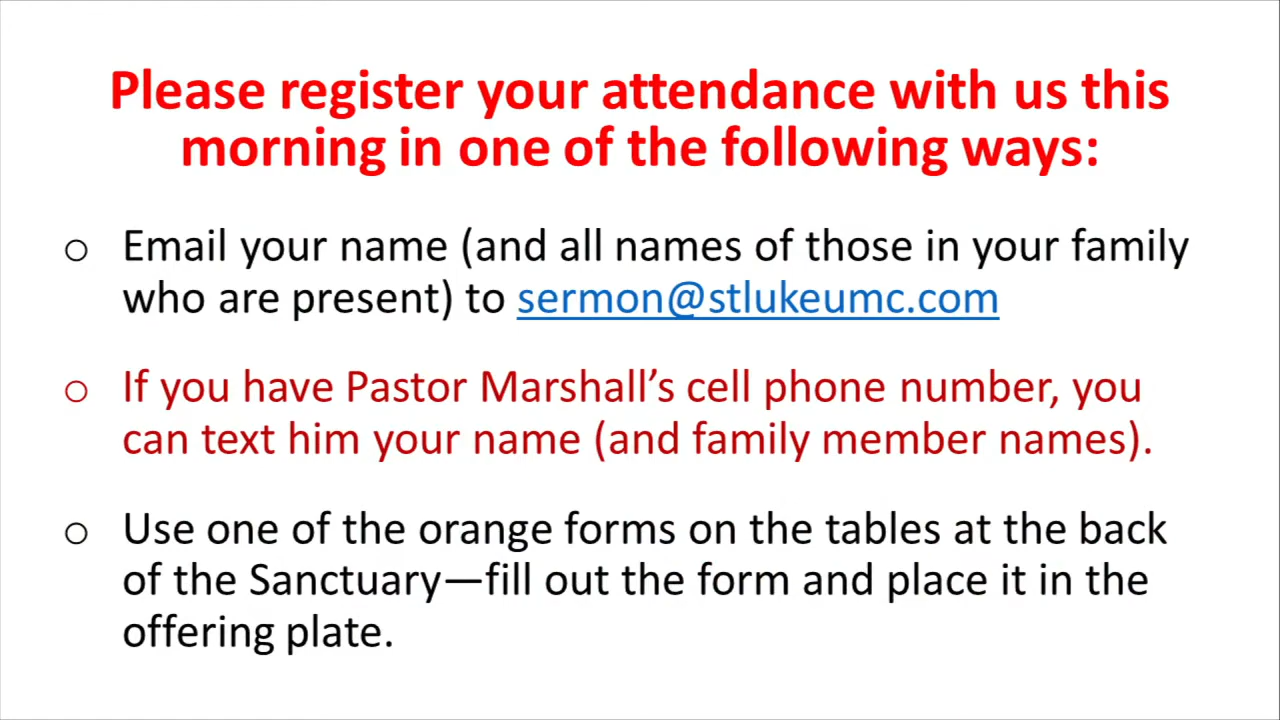 Please register your attendance with us this
morning in one of the following ways:
○ Email your name (and all names of those in your family
who are present) to sermon@stlukeumc.com
○ If you have Pastor Marshall’s cell phone number, you
can text him your name (and family member names).
○ Use one of the orange forms on the tables at the back
of the Sanctuary—fill out the form and place it in the
offering plate.